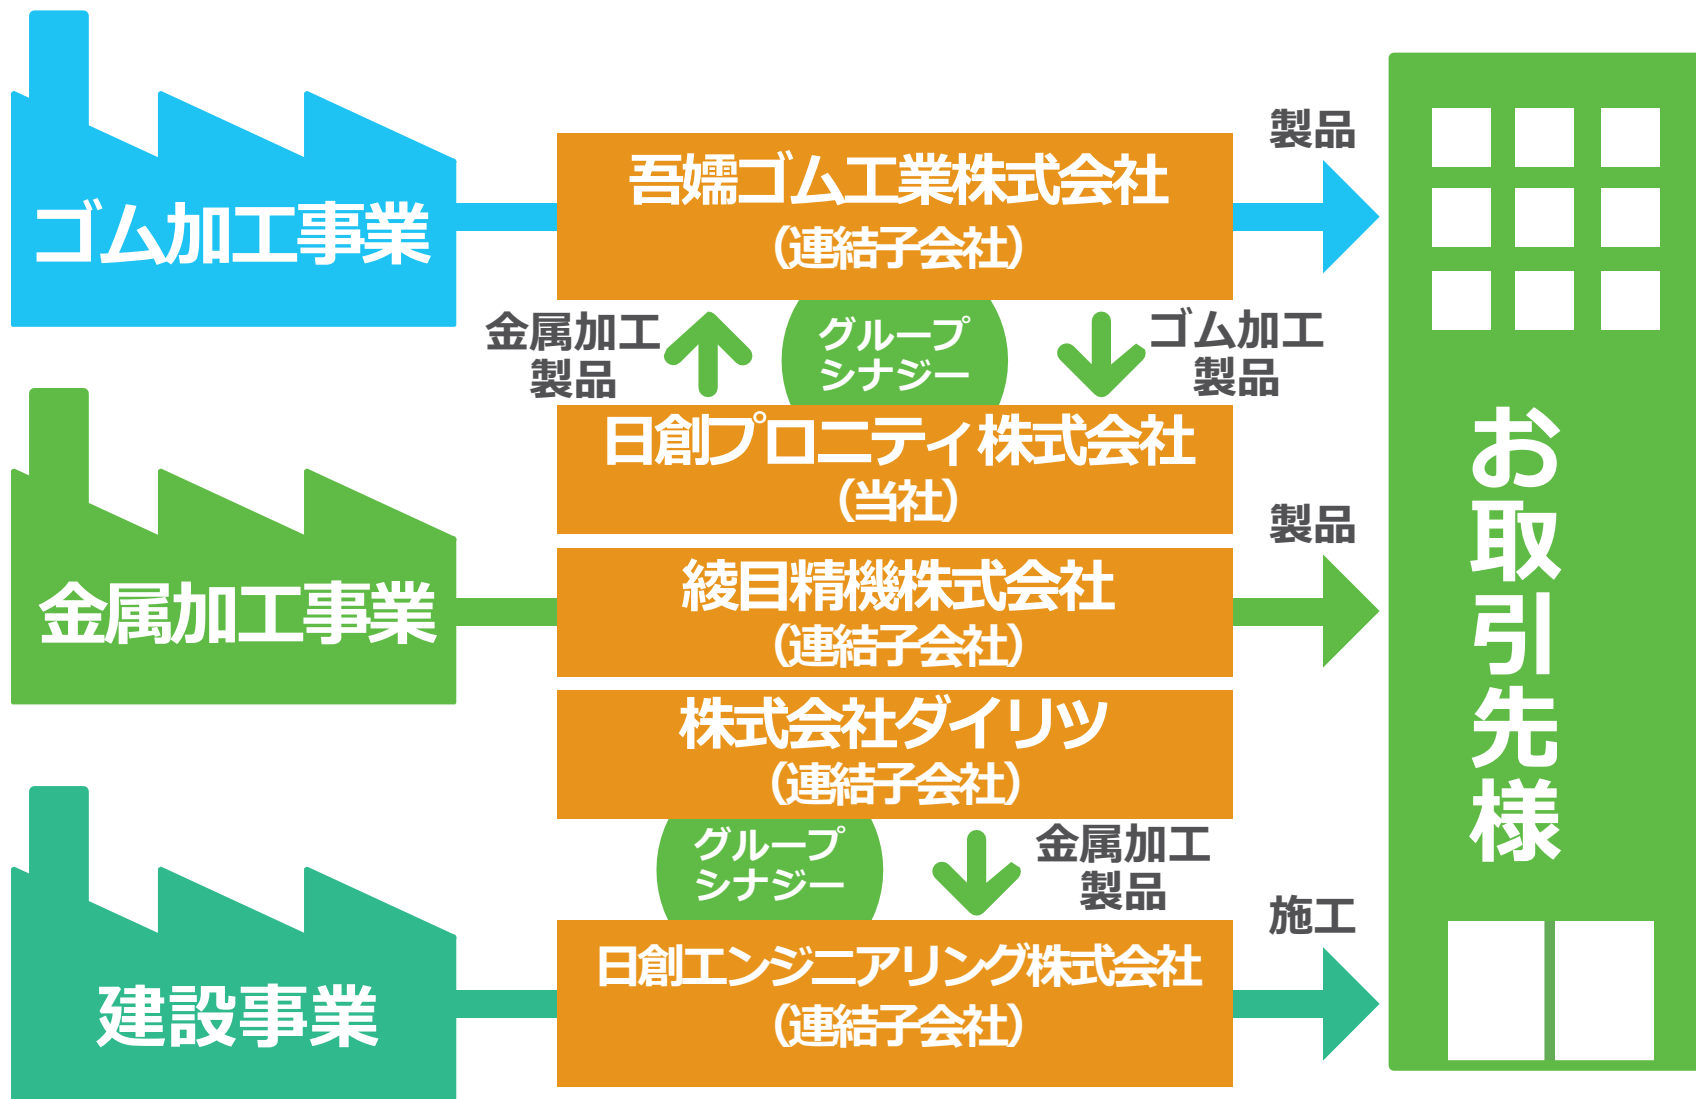 ゴム加工事業
吾嬬ゴム工業株式会社
（連結子会社）
製品
金属加工
製品
グループ
シナジー
ゴム加工
製品
金属加工事業
日創プロニティ株式会社
（当社）
綾目精機株式会社
（連結子会社）
株式会社ダイリツ
（連結子会社）
製品
グループ
シナジー
金属加工
製品
建設事業
日創エンジニアリング株式会社
（連結子会社）
施工
お取引先様